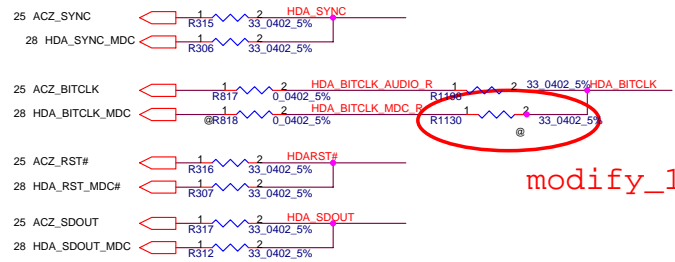 25 ACZ_SYNC 1 2 HDA_SYNC
R315 33_0402_5%
28 HDA_SYNC_MDC 1 2
R306 33_0402_5%
25 ACZ_BITCLK 1 2 HDA_BITCLK_AUDIO_R 1 2 33_0402_5% HDA_BITCLK
R817 0_0402_5% R1198
28 HDA_BITCLK_MDC 1 2 HDA_BITCLK_MDC_R 1 2
@R818 0_0402_5% R1130 33_0402_5%
@
25 ACZ_RST# 1 2 HDARST#
R316 33_0402_5%
28 HDA_RST_MDC# 1 2
R307 33_0402_5%
modify_1
25 ACZ_SDOUT 1 2 HDA_SDOUT
R317 33_0402_5%
28 HDA_SDOUT_MDC 1 2
R312 33_0402_5%